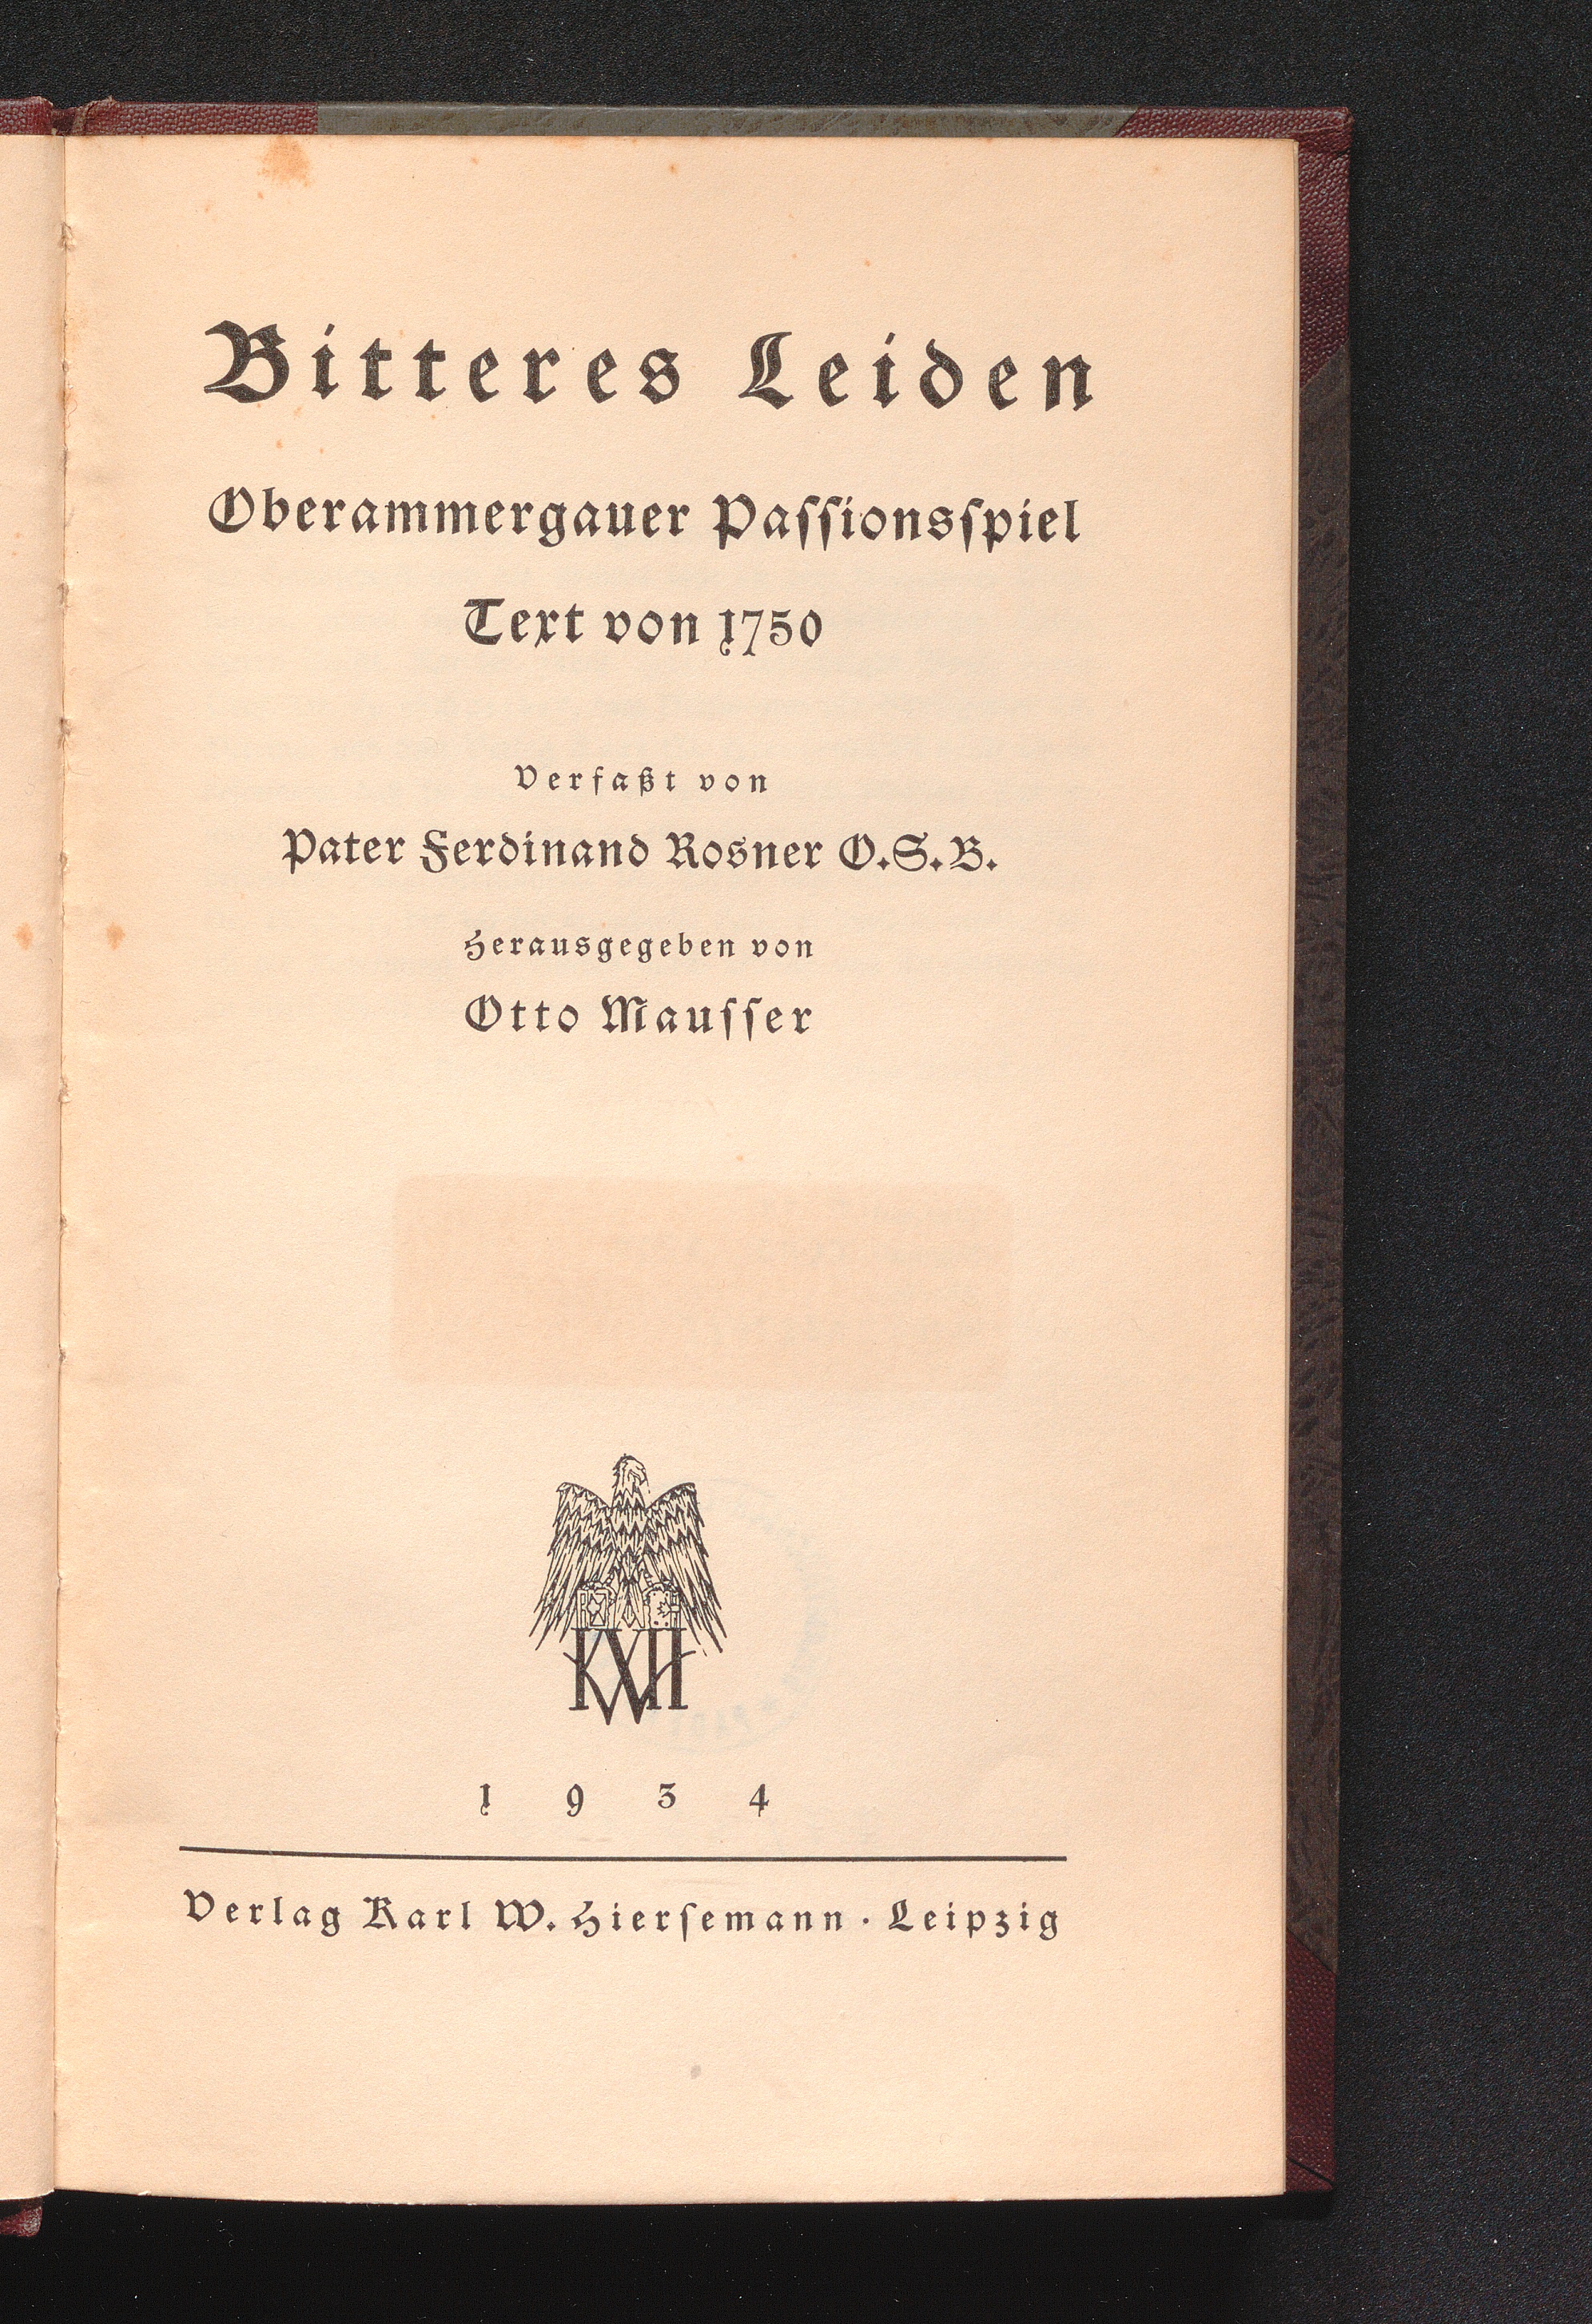 Bitteres Leiden
Oberammergauer Paſſionsſpiel
Text von 1750
Verfaßt von
Pater Ferdinand Rosner O.S.B.
Herausgegeben von
Otto Mauſſer
KWH
1934
Verlag Karl W. Hierſemann · Leipzig